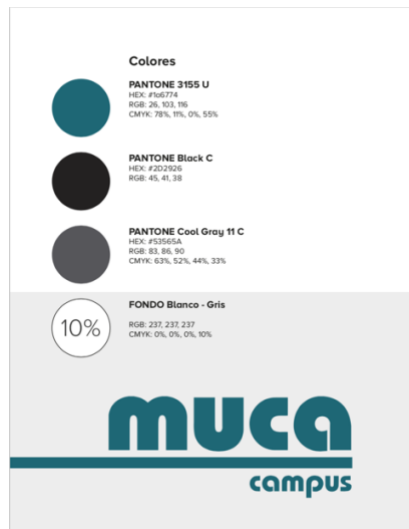 Colores
PANTONE 3155 U
HEX: #1a6774
RGB: 26, 103, 116
CMYK: 78%, 11%, 0%, 55%
PANTONE Black C
HEX: #2D2926
RGB: 45, 41, 38
PANTONE Cool Gray 11 C
HEX: #53565A
RGB: 83, 86, 90
CMYK: 63%, 52%, 44%, 33%
10%
FONDO Blanco - Gris
RGB: 237, 237, 237
CMYK: 0%, 0%, 0%, 10%
muca
campus